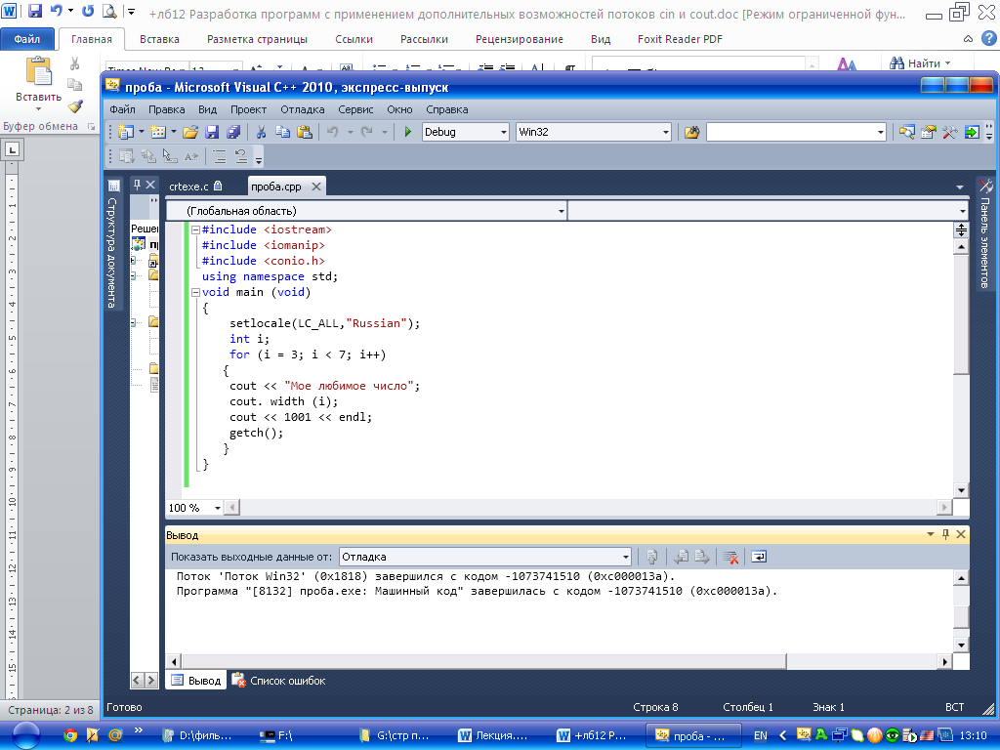 +лб12 Разработка программ с применением дополнительных возможностей потоков cin и cout.doc [Режим ограниченной фун...
Файл Главная Вставка Разметка страницы Ссылки Рассылки Рецензирование Вид Foxit Reader PDF
Вставить
Буфер обмена
Найти
проба - Microsoft Visual C++ 2010, экспресс-выпуск
Файл Правка Вид Проект Отладка Сервис Окно Справка
Debug Win32
crtexe.c проба.cpp
Структура документа
Панель элементов
Реше
(Глобальная область)
#include <iostream>
#include <iomanip>
#include <conio.h>
using namespace std;
void main (void)
{
setlocale(LC_ALL,"Russian");
int i;
for (i = 3; i < 7; i++)
{
cout << "Мое любимое число";
cout. width (i);
cout << 1001 << endl;
getch();
}
}
100 %
Вывод
Показать выходные данные от: Отладка
Поток 'Поток Win32' (0x1818) завершился с кодом -1073741510 (0xc000013a).
Программа "[8132] проба.exe: Машинный код" завершилась с кодом -1073741510 (0xc000013a).
Вывод Список ошибок
Готово Строка 8 Столбец 1 Знак 1 ВСТ
Страница: 2 из 8
D:\филь... F:\ G:\стр п... Лекция.... +лб12 Р... проба - ... EN 13:10